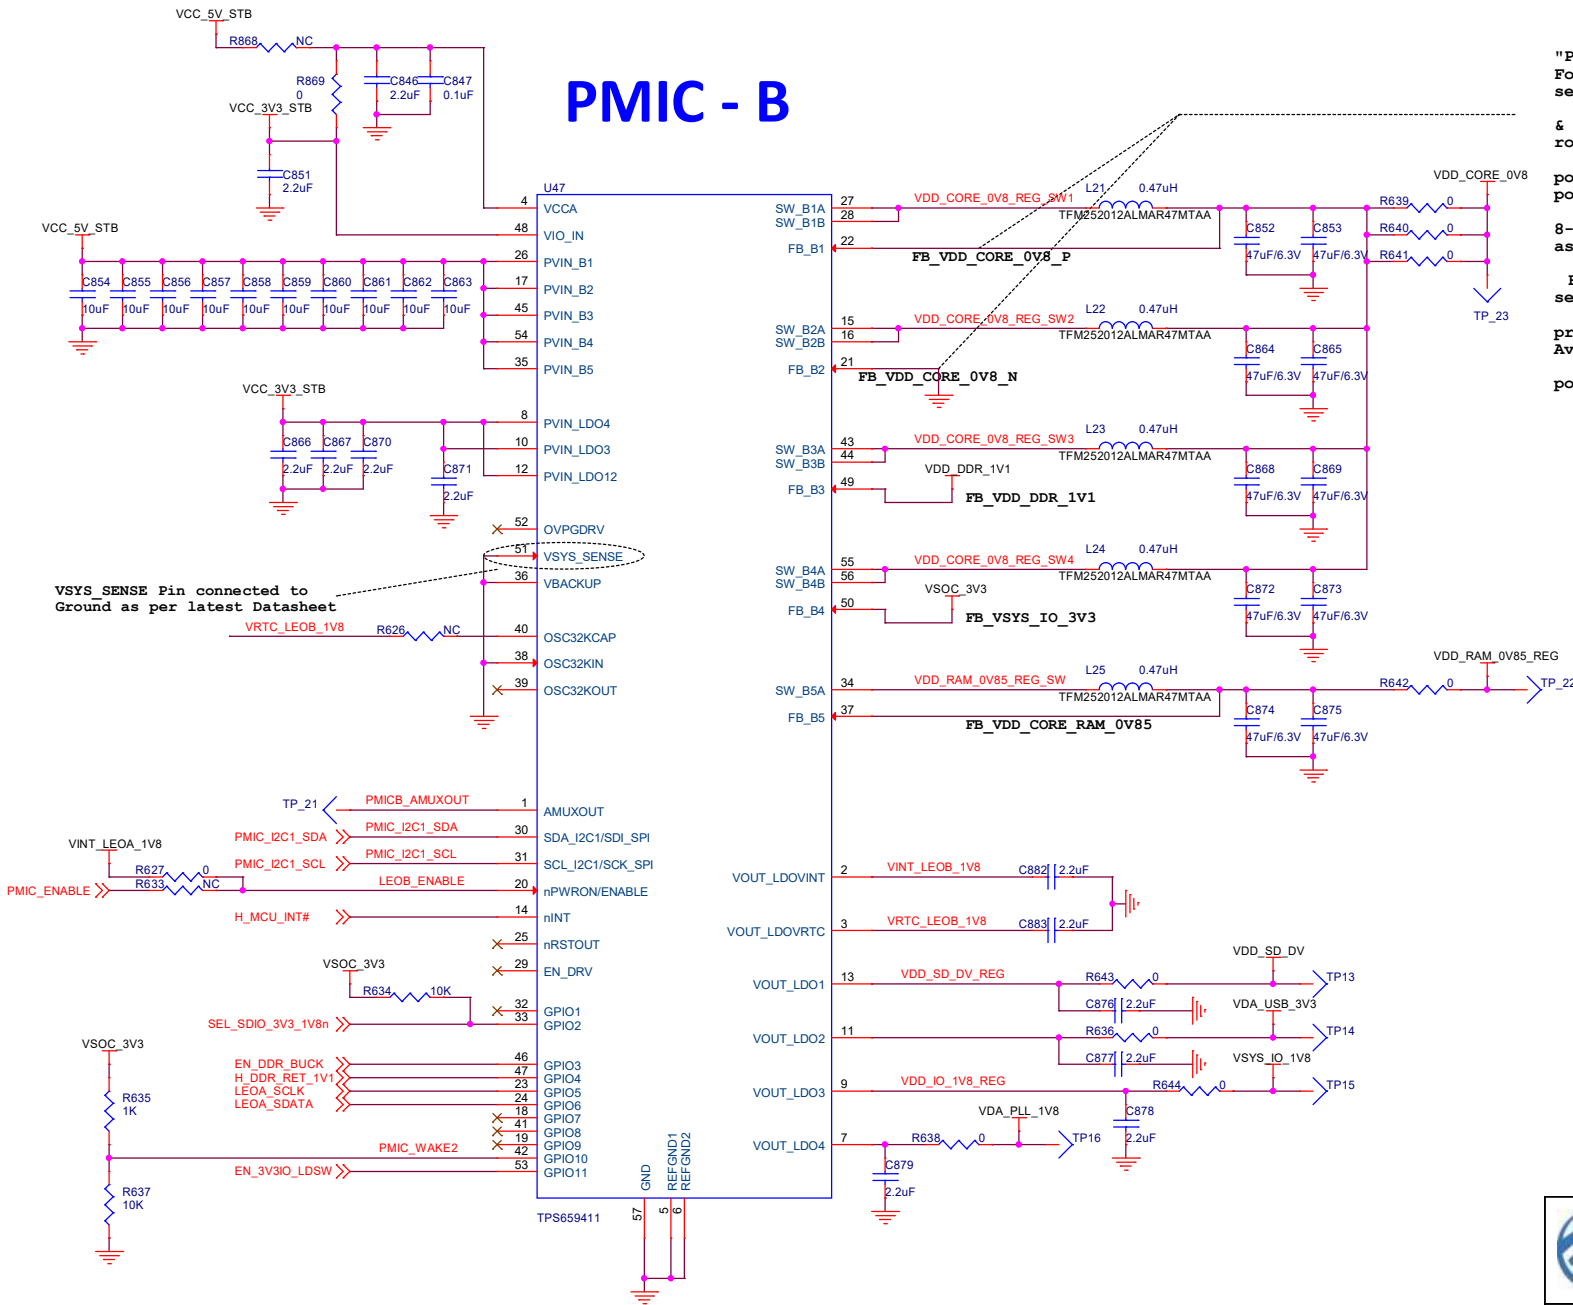 PMIC - B
VCC_5V_STB
R868 NC
R869
0
C846
2.2uF
C847
0.1uF
VCC_3V3_STB
C851
2.2uF
VCC_5V_STB
C854 C855 C856 C857 C858 C859 C860 C861 C862 C863
10uF 10uF 10uF 10uF 10uF 10uF 10uF 10uF 10uF 10uF
VCC_3V3_STB
C866 C867 C870
2.2uF 2.2uF 2.2uF
C871
2.2uF
VSYS_SENSE Pin connected to
Ground as per latest Datasheet
VRTC_LEOB_1V8 R626 NC
TP_21 PMICB_AMUXOUT
PMIC_I2C1_SDA PMIC_I2C1_SDA
PMIC_I2C1_SCL PMIC_I2C1_SCL
VINT_LEOA_1V8
R627 0
PMIC_ENABLE R633 NC LEOB_ENABLE
H_MCU_INT#
VSOC_3V3
R634 10K
SEL_SDIO_3V3_1V8n
VSOC_3V3
EN_DDR_BUCK
H_DDR_RET_1V1
LEOA_SCLK
LEOA_SDATA
R635
1K
PMIC_WAKE2
EN_3V3IO_LDSW
R637
10K
U47
4 VCCA
48 VIO_IN
26 PVIN_B1
17 PVIN_B2
45 PVIN_B3
54 PVIN_B4
35 PVIN_B5
8 PVIN_LDO4
10 PVIN_LDO3
12 PVIN_LDO12
52 OVPGDRV
51 VSYS_SENSE
36 VBACKUP
40 OSC32KCAP
38 OSC32KIN
39 OSC32KOUT
1 AMUXOUT
30 SDA_I2C1/SDI_SPI
31 SCL_I2C1/SCK_SPI
20 nPWRON/ENABLE
14 nINT
25 nRSTOUT
29 EN_DRV
32 GPIO1
33 GPIO2
46 GPIO3
47 GPIO4
23 GPIO5
24 GPIO6
18 GPIO7
41 GPIO8
19 GPIO9
42 GPIO10
53 GPIO11
TPS659411
GND 57
REFGND1 5
REFGND2 6
SW_B1A 27 VDD_CORE_0V8_REG_SW1 L21 0.47uH
SW_B1B 28 TFM252012ALMAR47MTAA
FB_B1 22
FB_VDD_CORE_0V8_P
C852 C853
47uF/6.3V 47uF/6.3V
SW_B2A 15 VDD_CORE_0V8_REG_SW2 L22 0.47uH
SW_B2B 16 TFM252012ALMAR47MTAA
FB_B2 21
FB_VDD_CORE_0V8_N
C864 C865
47uF/6.3V 47uF/6.3V
SW_B3A 43 VDD_CORE_0V8_REG_SW3 L23 0.47uH
SW_B3B 44 TFM252012ALMAR47MTAA
VDD_DDR_1V1
FB_B3 49
FB_VDD_DDR_1V1
C868 C869
47uF/6.3V 47uF/6.3V
SW_B4A 55 VDD_CORE_0V8_REG_SW4 L24 0.47uH
SW_B4B 56 TFM252012ALMAR47MTAA
VSOC_3V3
FB_B4 50
FB_VSYS_IO_3V3
C872 C873
47uF/6.3V 47uF/6.3V
SW_B5A 34 VDD_RAM_0V85_REG_SW L25 0.47uH
TFM252012ALMAR47MTAA
FB_B5 37
FB_VDD_CORE_RAM_0V85
C874 C875
47uF/6.3V 47uF/6.3V
VDD_CORE_0V8
R639 0
R640 0
R641 0
TP_23
VDD_RAM_0V85_REG
R642 0
TP_22
VOUT_LDOVINT 2 VINT_LEOB_1V8 C882 2.2uF
VOUT_LDOVRTC 3 VRTC_LEOB_1V8 C883 2.2uF
VDD_SD_DV
VOUT_LDO1 13 VDD_SD_DV_REG R643 0 TP13
C876 2.2uF
VDA_USB_3V3
VOUT_LDO2 11 R636 0 TP14
C877 2.2uF
VSYS_IO_1V8
VOUT_LDO3 9 VDD_IO_1V8_REG R644 0 TP15
C878
2.2uF
VDA_PLL_1V8
VOUT_LDO4 7 R638 0 TP16
C879
2.2uF
"P
Fo
se
&
ro
po
po
8-
as
se
pr
Av
po